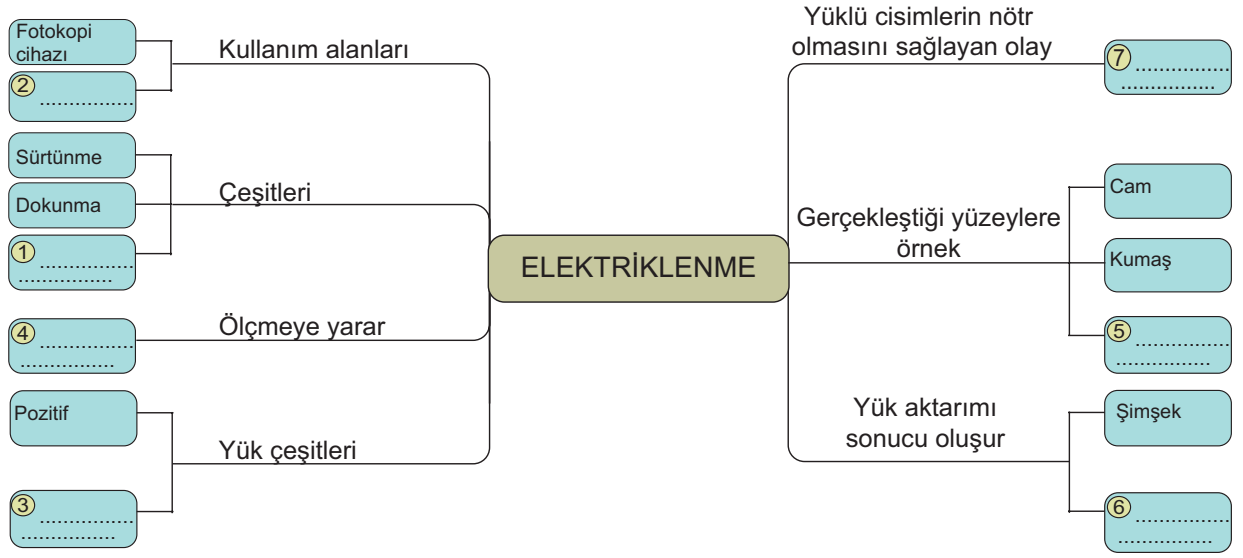 Fotokopi
cihazı
2 ................
Kullanım alanları
Sürtünme
Dokunma
1 ................
................
Çeşitleri
4 ................
................
Ölçmeye yarar
Pozitif
3 ................
................
Yük çeşitleri
ELEKTRİKLENME
Yüklü cisimlerin nötr
olmasını sağlayan olay
7 ................
................
Gerçekleştiği yüzeylere
örnek
Cam
Kumaş
5 ................
................
Yük aktarımı
sonucu oluşur
Şimşek
6 ................
................